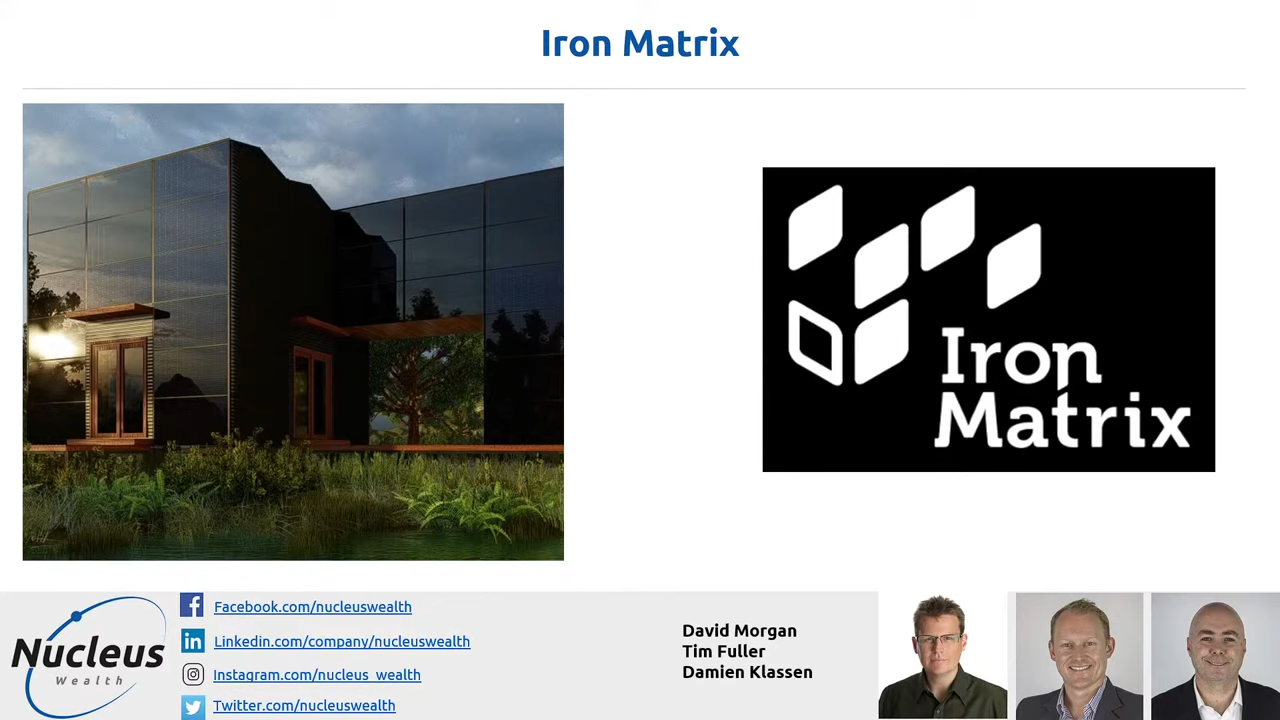 Iron Matrix
Iron
Matrix
Nucleus
Wealth
Facebook.com/nucleuswealth
Linkedin.com/company/nucleuswealth
Instagram.com/nucleus_wealth
Twitter.com/nucleuswealth
David Morgan
Tim Fuller
Damien Klassen